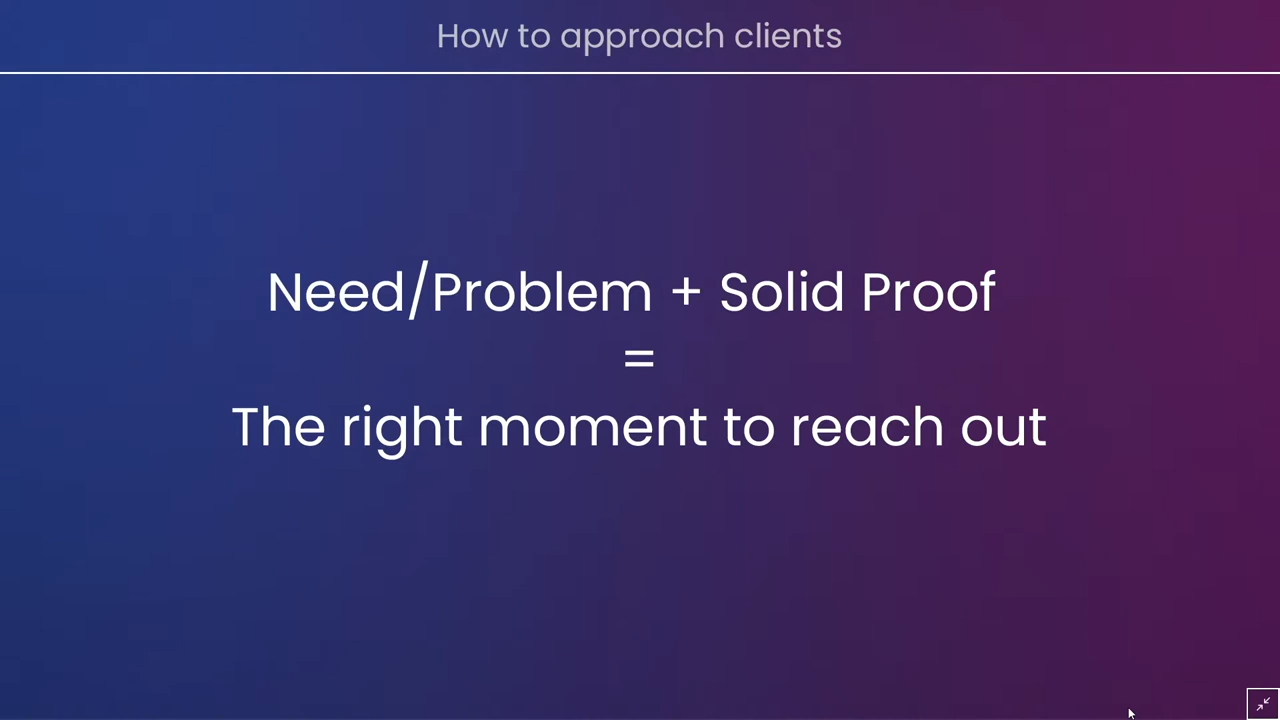 How to approach clients
Need/Problem + Solid Proof
=
The right moment to reach out